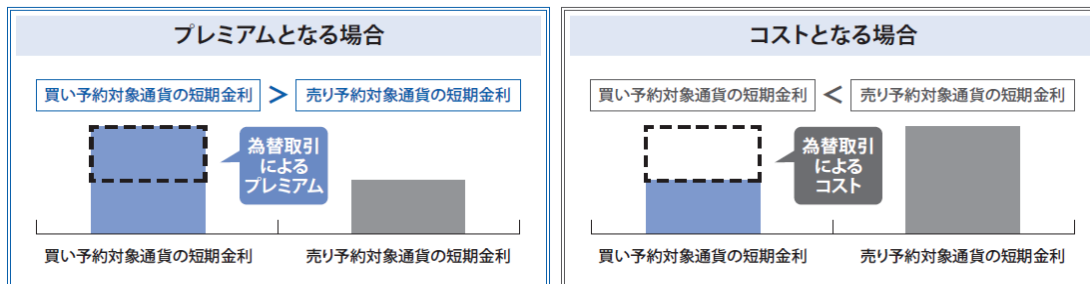 プレミアムとなる場合
買い予約対象通貨の短期金利 > 売り予約対象通貨の短期金利
為替取引
による
プレミアム
買い予約対象通貨の短期金利
売り予約対象通貨の短期金利
コストとなる場合
買い予約対象通貨の短期金利 < 売り予約対象通貨の短期金利
為替取引
による
コスト
買い予約対象通貨の短期金利
売り予約対象通貨の短期金利